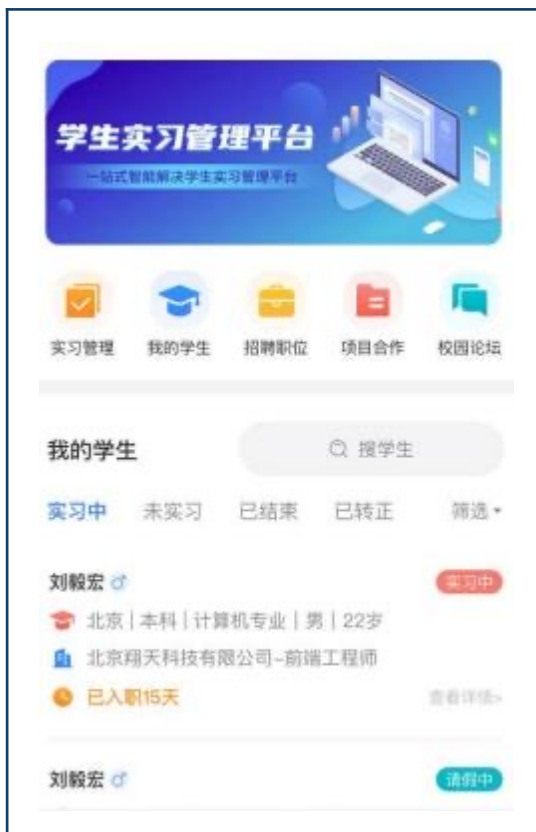 学生实习管理平台
一站式智能解决学生实习管理平台
实习管理 我的学生 招聘职位 项目合作 校园论坛
我的学生 搜学生
实习中 未实习 已结束 已转正 筛选
刘毅宏 实习中
北京 | 本科 | 计算机专业 | 男 | 22岁
北京翔天科技有限公司-前端工程师
已入职15天 查看详情>
刘毅宏 请假中